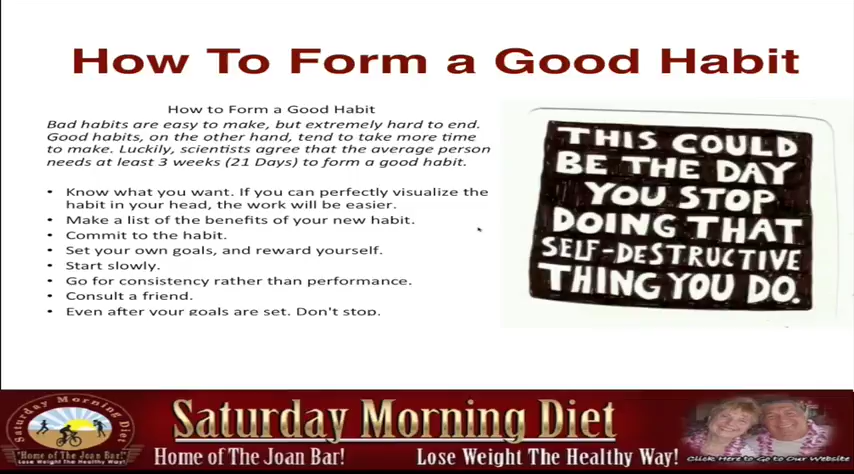 How To Form a Good Habit
How to Form a Good Habit
Bad habits are easy to make, but extremely hard to end.
Good habits, on the other hand, tend to take more time
to make. Luckily, scientists agree that the average person
needs at least 3 weeks (21 Days) to form a good habit.
• Know what you want. If you can perfectly visualize the
habit in your head, the work will be easier.
• Make a list of the benefits of your new habit.
• Commit to the habit.
• Set your own goals, and reward yourself.
• Start slowly.
• Go for consistency rather than performance.
• Consult a friend.
• Even after your goals are set. Don't stop.
THIS COULD
BE THE DAY
YOU STOP
DOING THAT
SELF-DESTRUCTIVE
THING YOU DO.
Saturday Morning Diet
"Home of The Joan Bar!"
Lose Weight The Healthy Way!
Saturday Morning Diet
Home of The Joan Bar! Lose Weight The Healthy Way!
Click Here to Go to Our Website